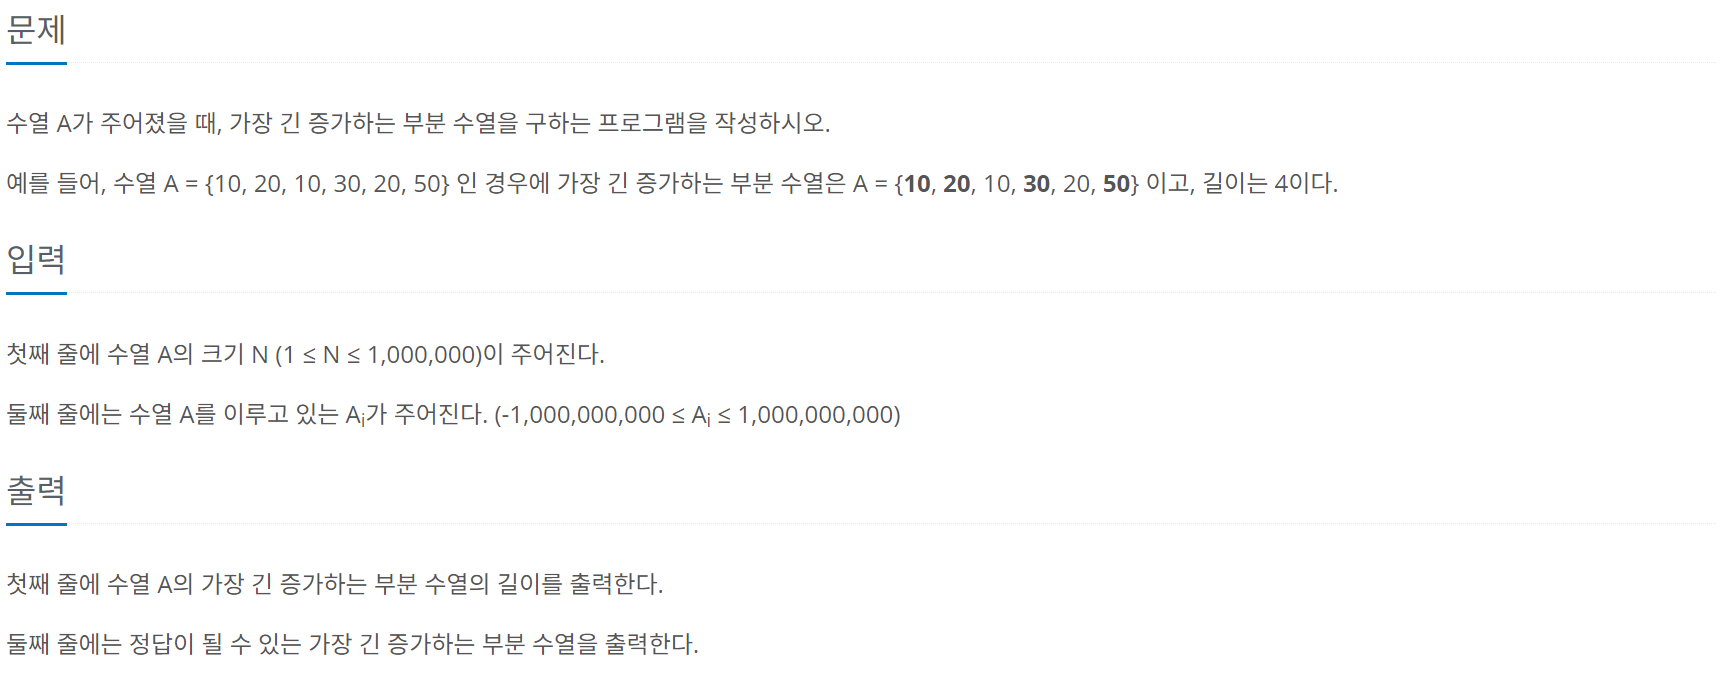 문제
수열 A가 주어졌을 때, 가장 긴 증가하는 부분 수열을 구하는 프로그램을 작성하시오.
예를 들어, 수열 A = {10, 20, 10, 30, 20, 50} 인 경우에 가장 긴 증가하는 부분 수열은 A = {10, 20, 10, 30, 20, 50} 이고, 길이는 4이다.
입력
첫째 줄에 수열 A의 크기 N (1 ≤ N ≤ 1,000,000)이 주어진다.
둘째 줄에는 수열 A를 이루고 있는 Ai가 주어진다. (-1,000,000,000 ≤ Ai ≤ 1,000,000,000)
출력
첫째 줄에 수열 A의 가장 긴 증가하는 부분 수열의 길이를 출력한다.
둘째 줄에는 정답이 될 수 있는 가장 긴 증가하는 부분 수열을 출력한다.